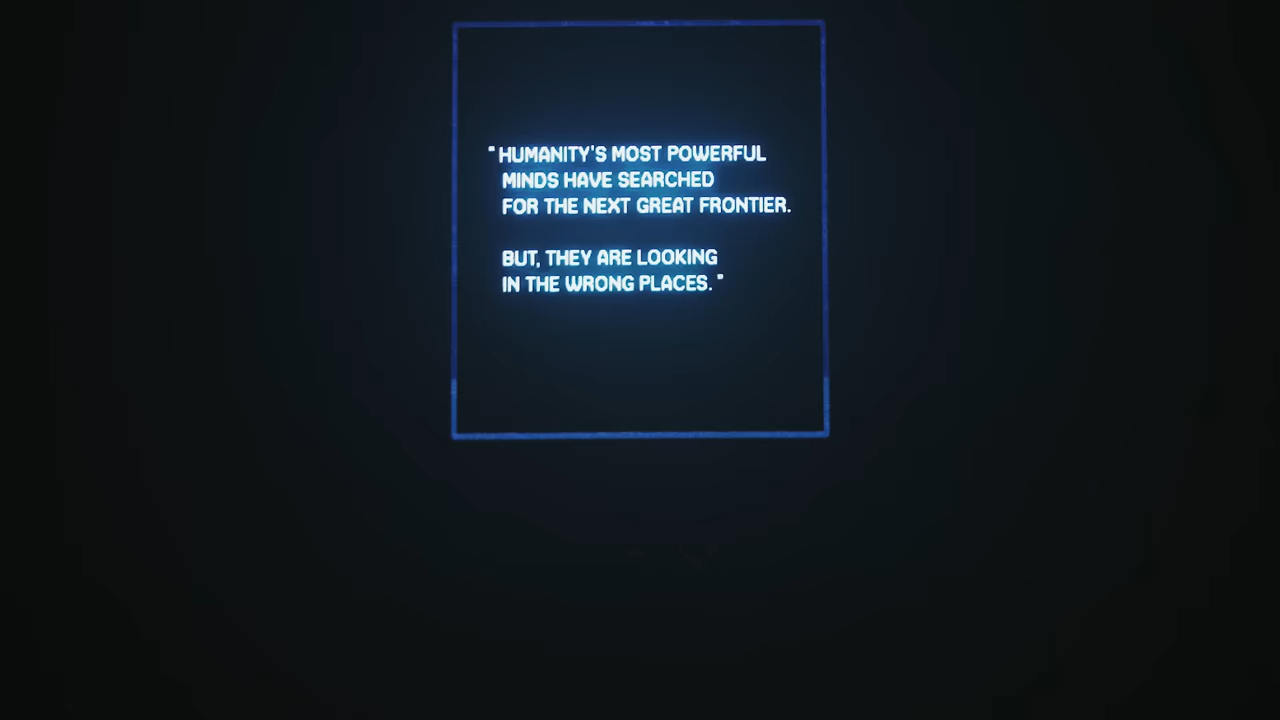 "HUMANITY'S MOST POWERFUL
MINDS HAVE SEARCHED
FOR THE NEXT GREAT FRONTIER.
BUT, THEY ARE LOOKING
IN THE WRONG PLACES."